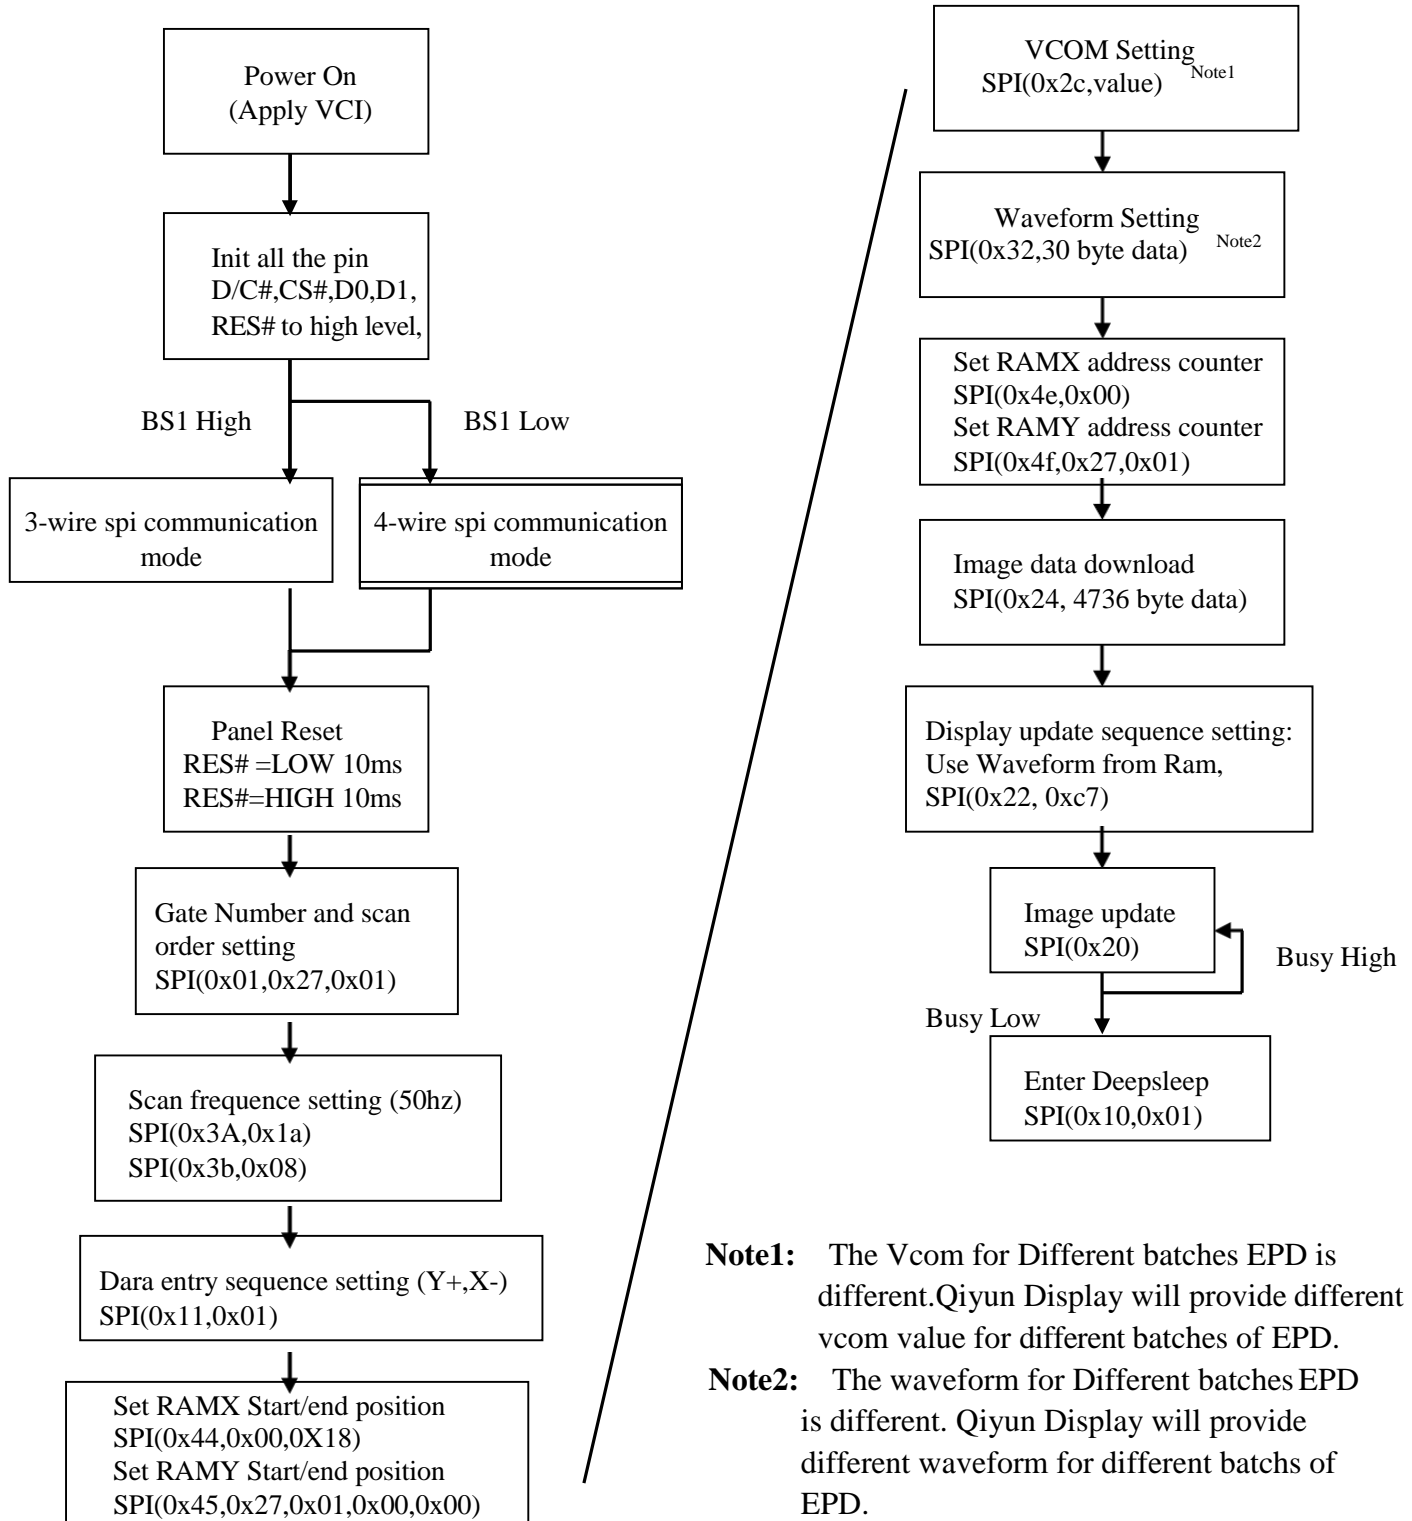 Power On
(Apply VCI)
Init all the pin
D/C#,CS#,D0,D1,
RES# to high level,
BS1 High
BS1 Low
3-wire spi communication
mode
4-wire spi communication
mode
Panel Reset
RES# =LOW 10ms
RES#=HIGH 10ms
Gate Number and scan
order setting
SPI(0x01,0x27,0x01)
Scan frequence setting (50hz)
SPI(0x3A,0x1a)
SPI(0x3b,0x08)
Dara entry sequence setting (Y+,X-)
SPI(0x11,0x01)
Set RAMX Start/end position
SPI(0x44,0x00,0X18)
Set RAMY Start/end position
SPI(0x45,0x27,0x01,0x00,0x00)
VCOM Setting
SPI(0x2c,value) Note1
Waveform Setting
SPI(0x32,30 byte data) Note2
Set RAMX address counter
SPI(0x4e,0x00)
Set RAMY address counter
SPI(0x4f,0x27,0x01)
Image data download
SPI(0x24, 4736 byte data)
Display update sequence setting:
Use Waveform from Ram,
SPI(0x22, 0xc7)
Image update
SPI(0x20)
Busy High
Busy Low
Enter Deepsleep
SPI(0x10,0x01)
Note1: The Vcom for Different batches EPD is
different.Qiyun Display will provide different
vcom value for different batches of EPD.
Note2: The waveform for Different batches EPD
is different. Qiyun Display will provide
different waveform for different batchs of
EPD.